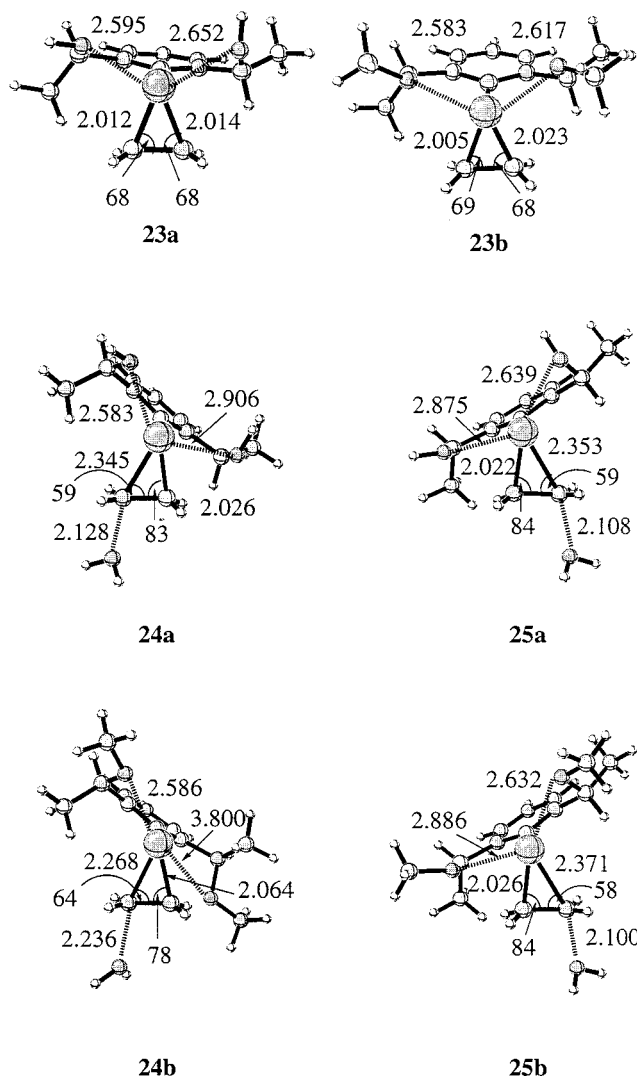 2.595 2.652 2.583 2.617
2.012 2.014 2.005 2.023
68 68 69 68
23a 23b
2.583 2.906 2.875 2.639
2.345 2.022 2.353
59 2.026 59
2.128 83 84 2.108
24a 25a
2.586 2.632
3.800 2.886
2.268 2.064 2.026 2.371
64 58
2.236 78 84 2.100
24b 25b